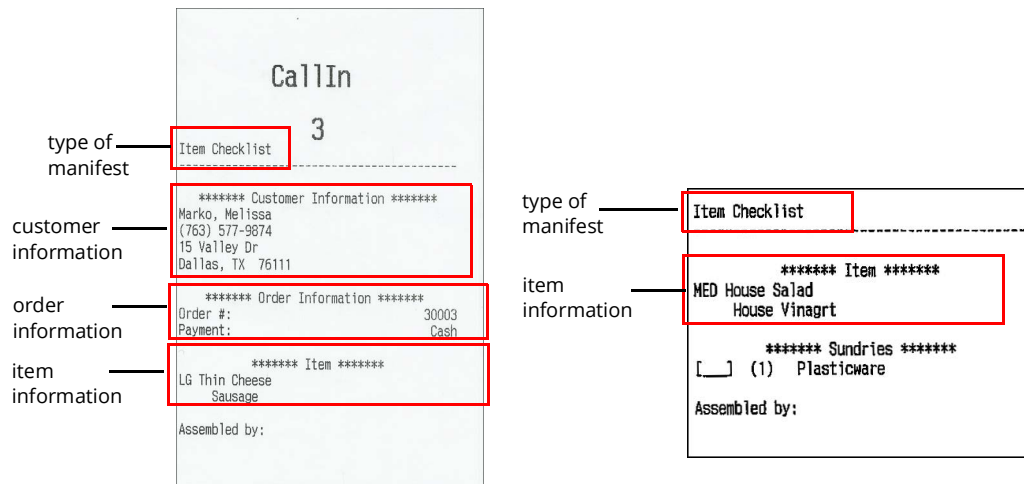 CallIn
3
type of
manifest
Item Checklist
customer
information
******* Customer Information *******
Marko, Melissa
(763) 577-9874
15 Valley Dr
Dallas, TX 76111
order
information
******* Order Information *******
Order #: 30003
Payment: Cash
item
information
******* Item *******
LG Thin Cheese
Sausage
Assembled by:
type of
manifest
Item Checklist
item
information
******* Item *******
MED House Salad
House Vinagrt
******* Sundries *******
[__] (1) Plasticware
Assembled by: